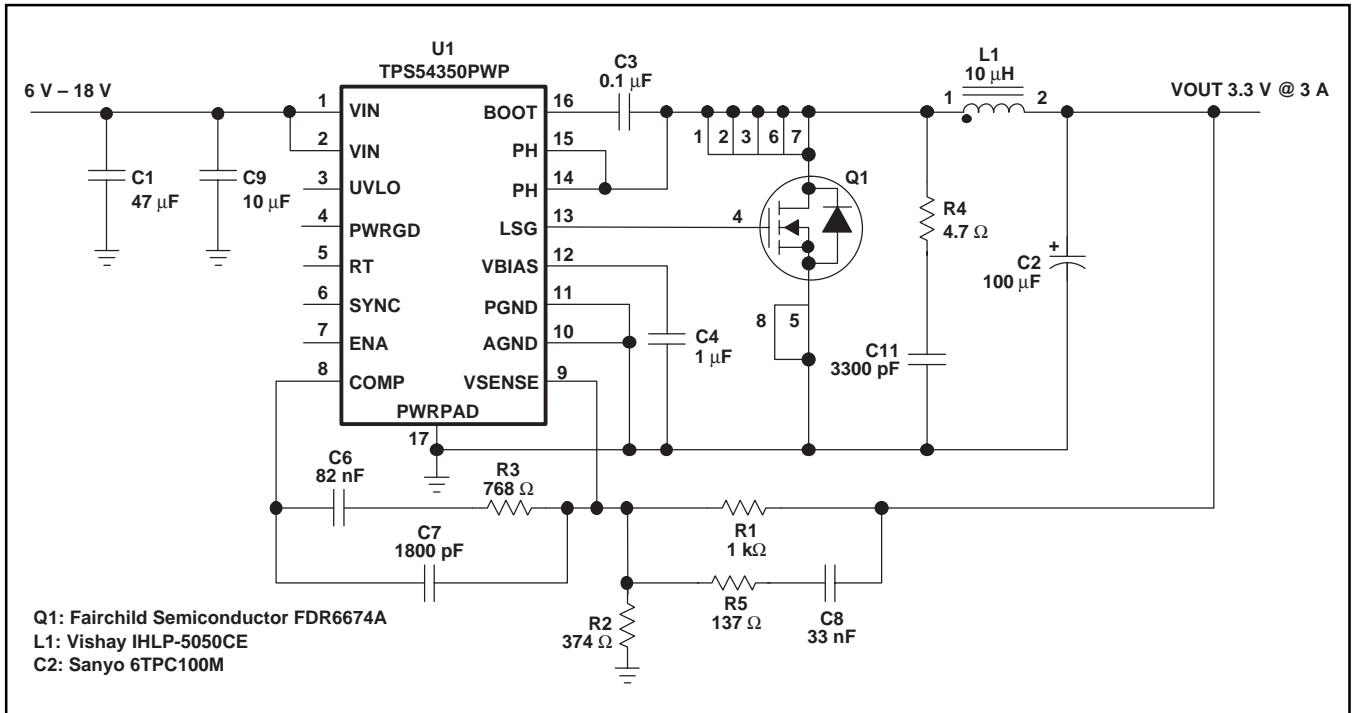 U1
TPS54350PWP
6 V – 18 V
C1
47 μF
C9
10 μF
1 VIN
2 VIN
3 UVLO
4 PWRGD
5 RT
6 SYNC
7 ENA
8 COMP
BOOT 16
PH 15
PH 14
LSG 13
VBIAS 12
PGND 11
AGND 10
VSENSE 9
PWRPAD
17
C3
0.1 μF
1 2 3 6 7
Q1
4
8 5
C4
1 μF
L1
10 μH
1 2
VOUT 3.3 V @ 3 A
R4
4.7 Ω
C2
100 μF
+
C11
3300 pF
C6
82 nF
R3
768 Ω
C7
1800 pF
R1
1 kΩ
R5
137 Ω
C8
33 nF
R2
374 Ω
Q1: Fairchild Semiconductor FDR6674A
L1: Vishay IHLP-5050CE
C2: Sanyo 6TPC100M